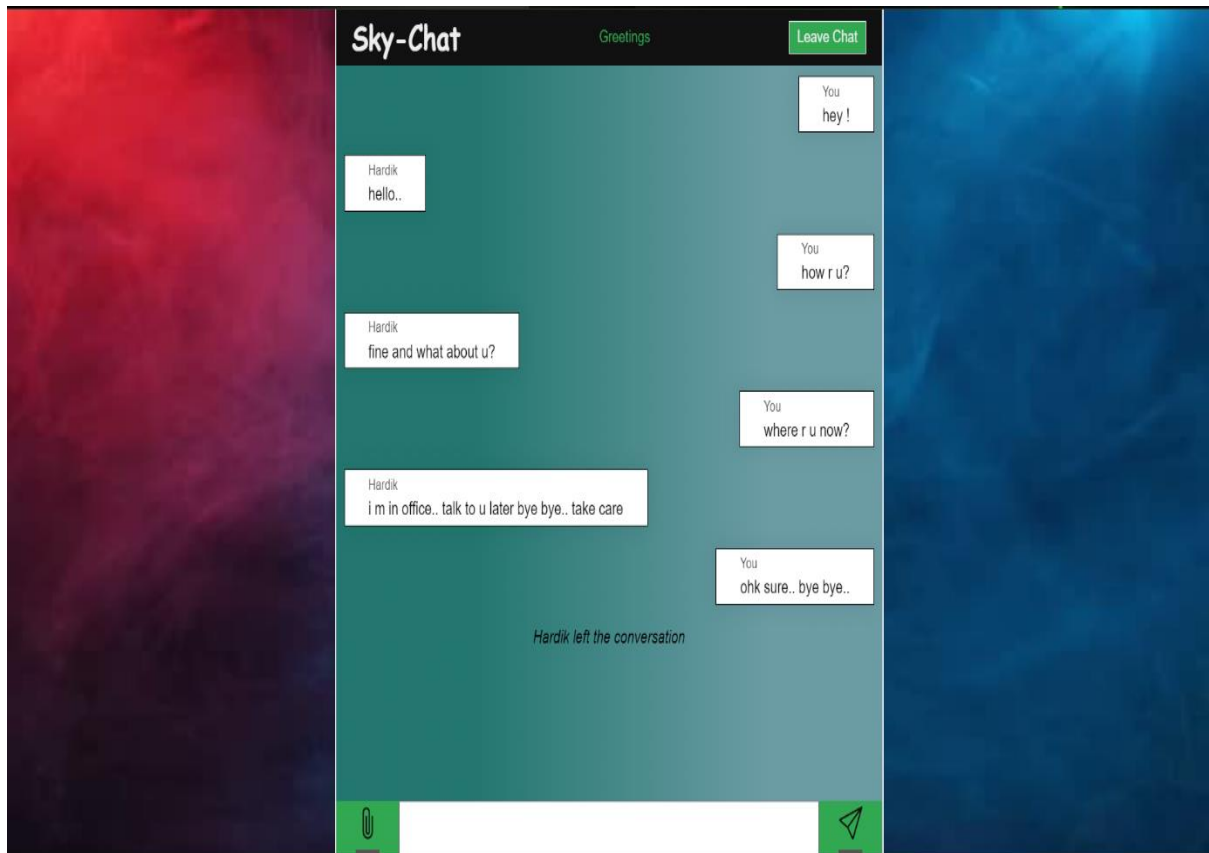 Sky-Chat
Greetings
Leave Chat
You
hey !
Hardik
hello..
You
how r u?
Hardik
fine and what about u?
You
where r u now?
Hardik
i m in office.. talk to u later bye bye.. take care
You
ohk sure.. bye bye..
Hardik left the conversation